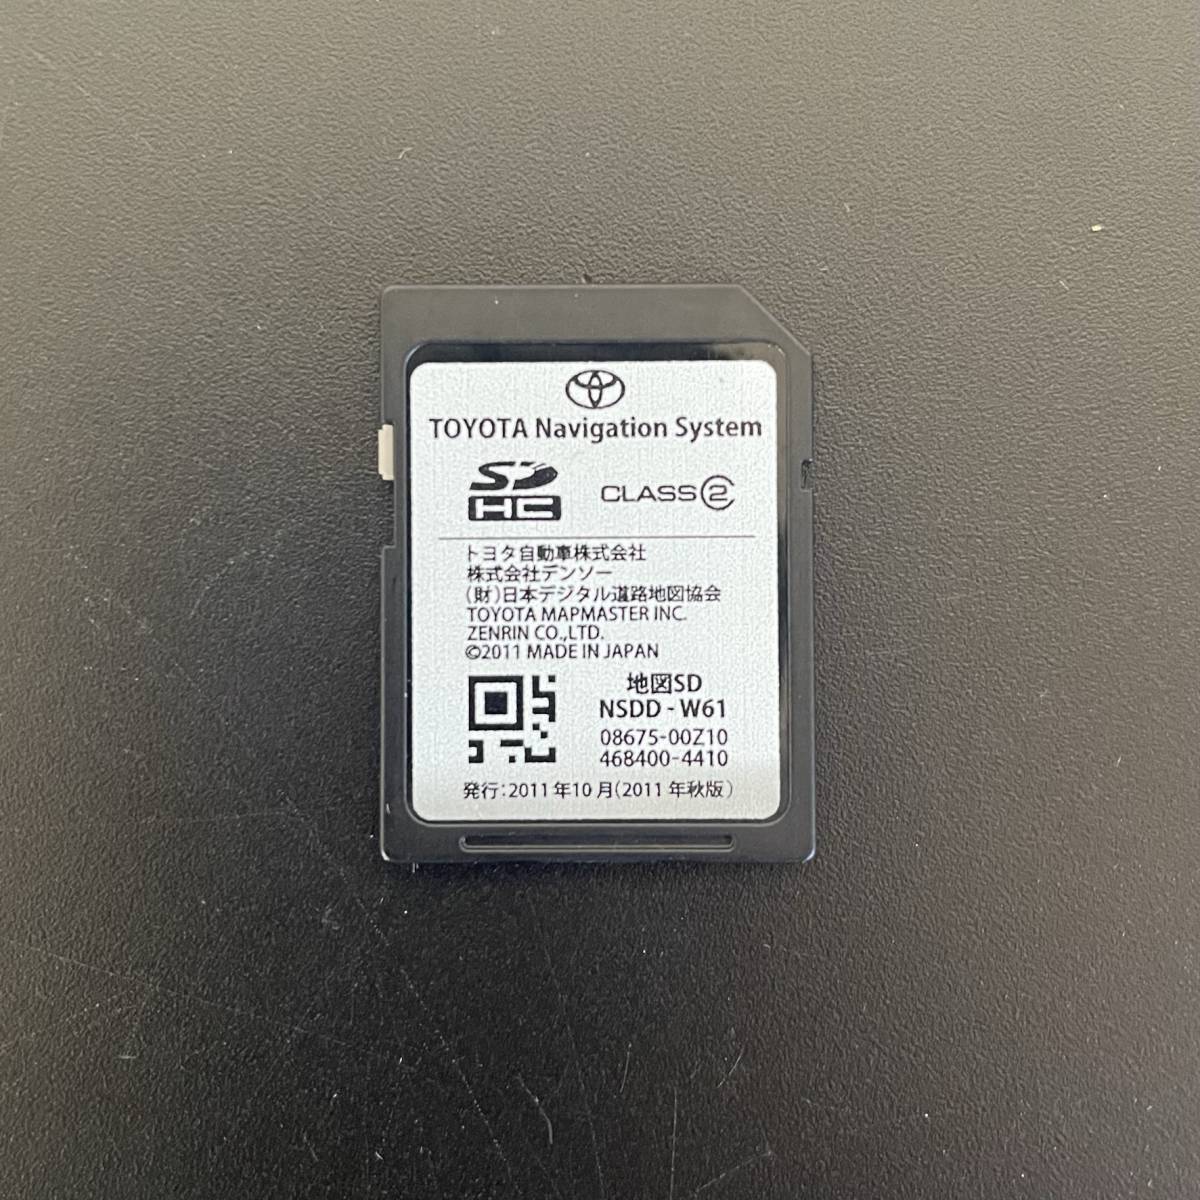 TOYOTA Navigation System
SD HC CLASS 2
トヨタ自動車株式会社
株式会社デンソー
(財)日本デジタル道路地図協会
TOYOTA MAPMASTER INC.
ZENRIN CO.,LTD.
©2011 MADE IN JAPAN
地図SD
NSDD-W61
08675-00Z10
468400-4410
発行:2011年10月(2011年秋版)